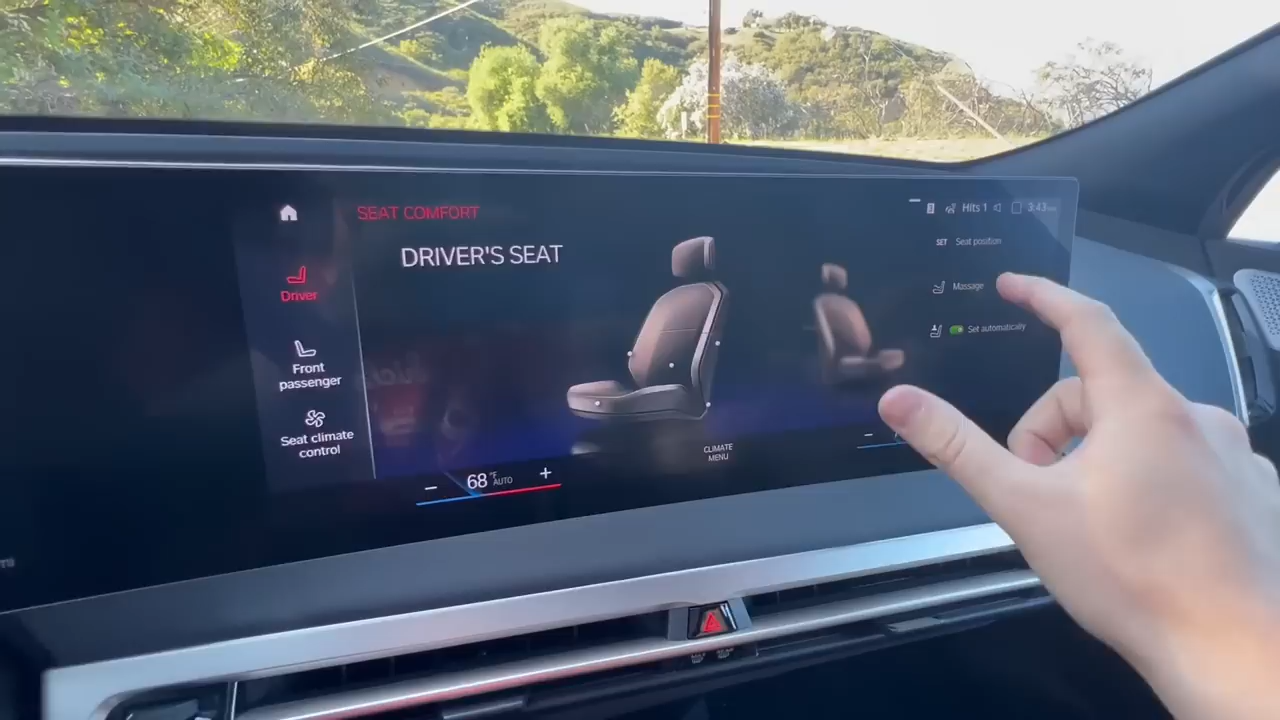 SEAT COMFORT
Hits 1
3:43
DRIVER'S SEAT
SET Seat position
Driver
Massage
Set automatically
Front
passenger
Seat climate
control
CLIMATE
MENU
− 68 °F AUTO +